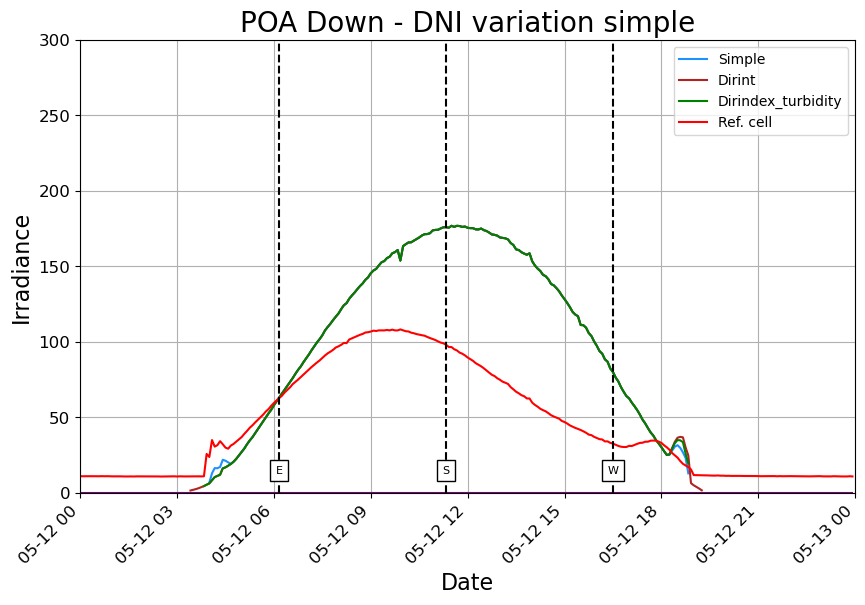 POA Down - DNI variation simple
300
250
200
150
100
50
0
Irradiance
Simple
Dirint
Dirindex_turbidity
Ref. cell
E
S
W
05-12 00
05-12 03
05-12 06
05-12 09
05-12 12
05-12 15
05-12 18
05-12 21
05-13 00
Date